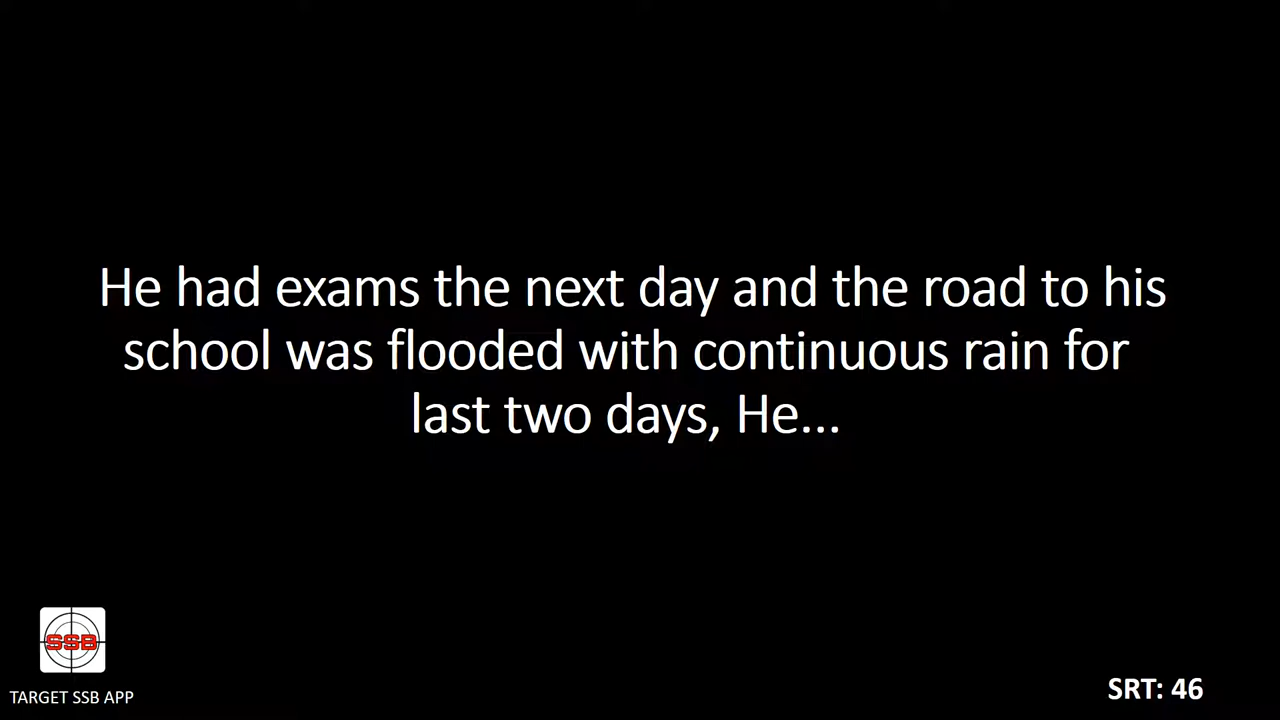 He had exams the next day and the road to his
school was flooded with continuous rain for
last two days, He...
SSB
TARGET SSB APP
SRT: 46